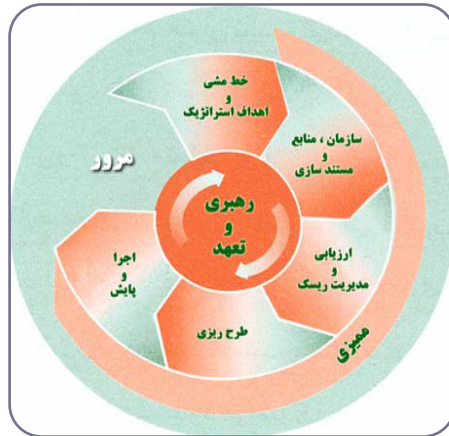 خط مشی
و
اهداف استراتژیک
سازمان ، منابع
و
مستند سازی
ارزیابی
و
مدیریت ریسک
طرح ریزی
اجرا
و
پایش
مرور
رهبری
و
تعهد
ممیزی